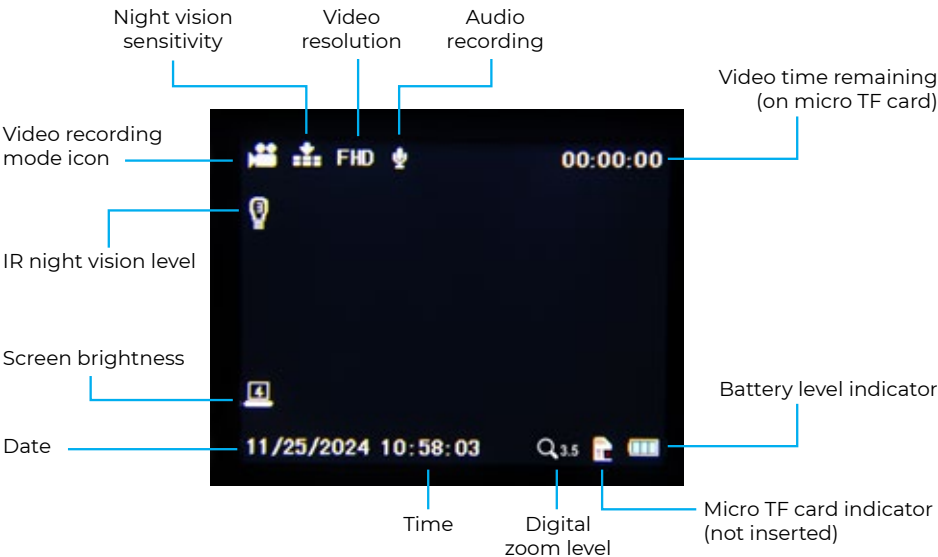 Night vision
sensitivity
Video
resolution
Audio
recording
Video time remaining
(on micro TF card)
Video recording
mode icon
FHD
00:00:00
3
IR night vision level
Screen brightness
4
Battery level indicator
Date
11/25/2024 10:58:03
3.5
Time
Digital
zoom level
Micro TF card indicator
(not inserted)